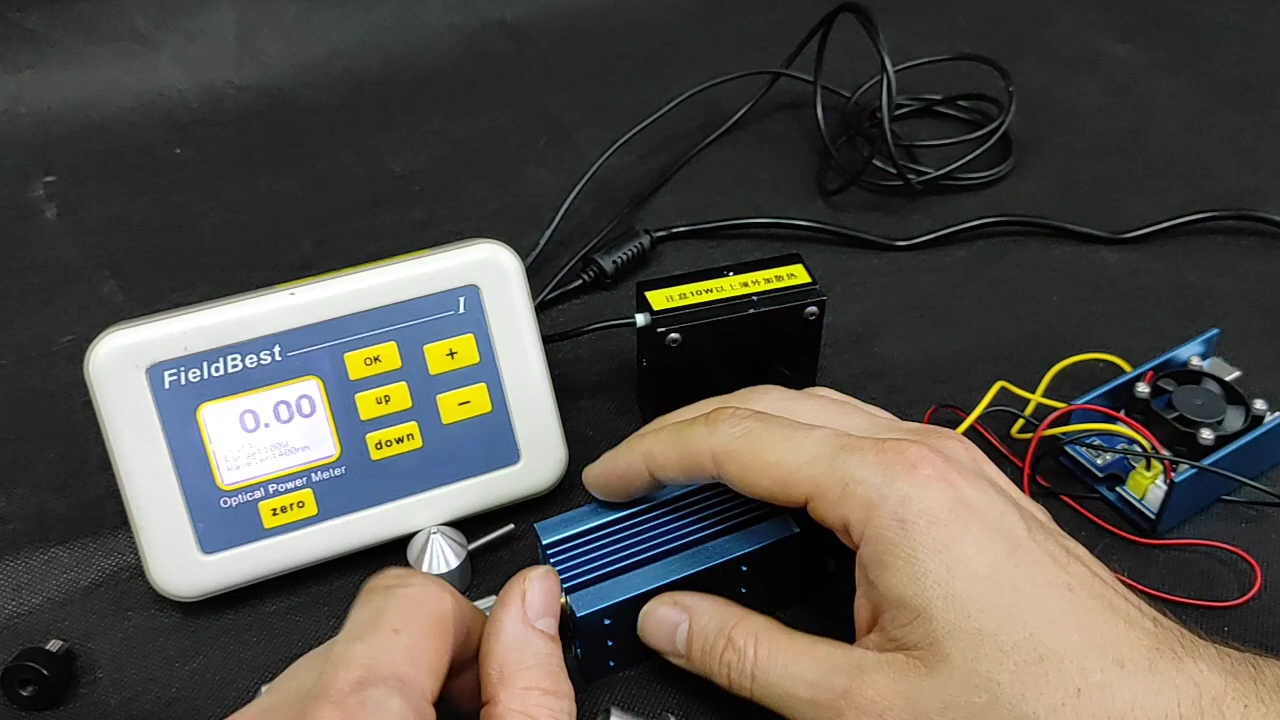 FieldBest
I
0.00
OK
+
up
−
down
Optical Power Meter
zero
注意10W以上须外加散热